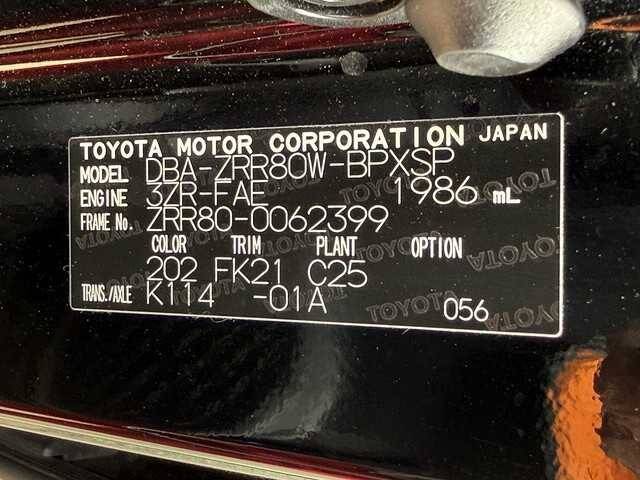 TOYOTA MOTOR CORPORATION JAPAN
MODEL DBA-ZRR80W-BPXSP
ENGINE 3ZR-FAE 1986 mL
FRAME No. ZRR80-0062399
COLOR TRIM PLANT OPTION
202 FK21 C25
TRANS./AXLE K114 -01A
056